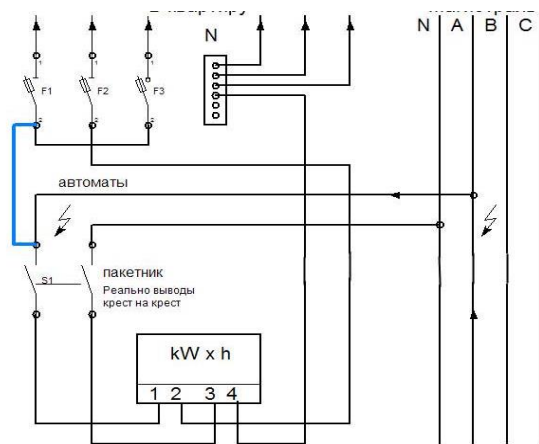 N
N A B C
F1 F2 F3
автоматы
S1
пакетник
Реально выводы
крест на крест
kW x h
1 2 3 4